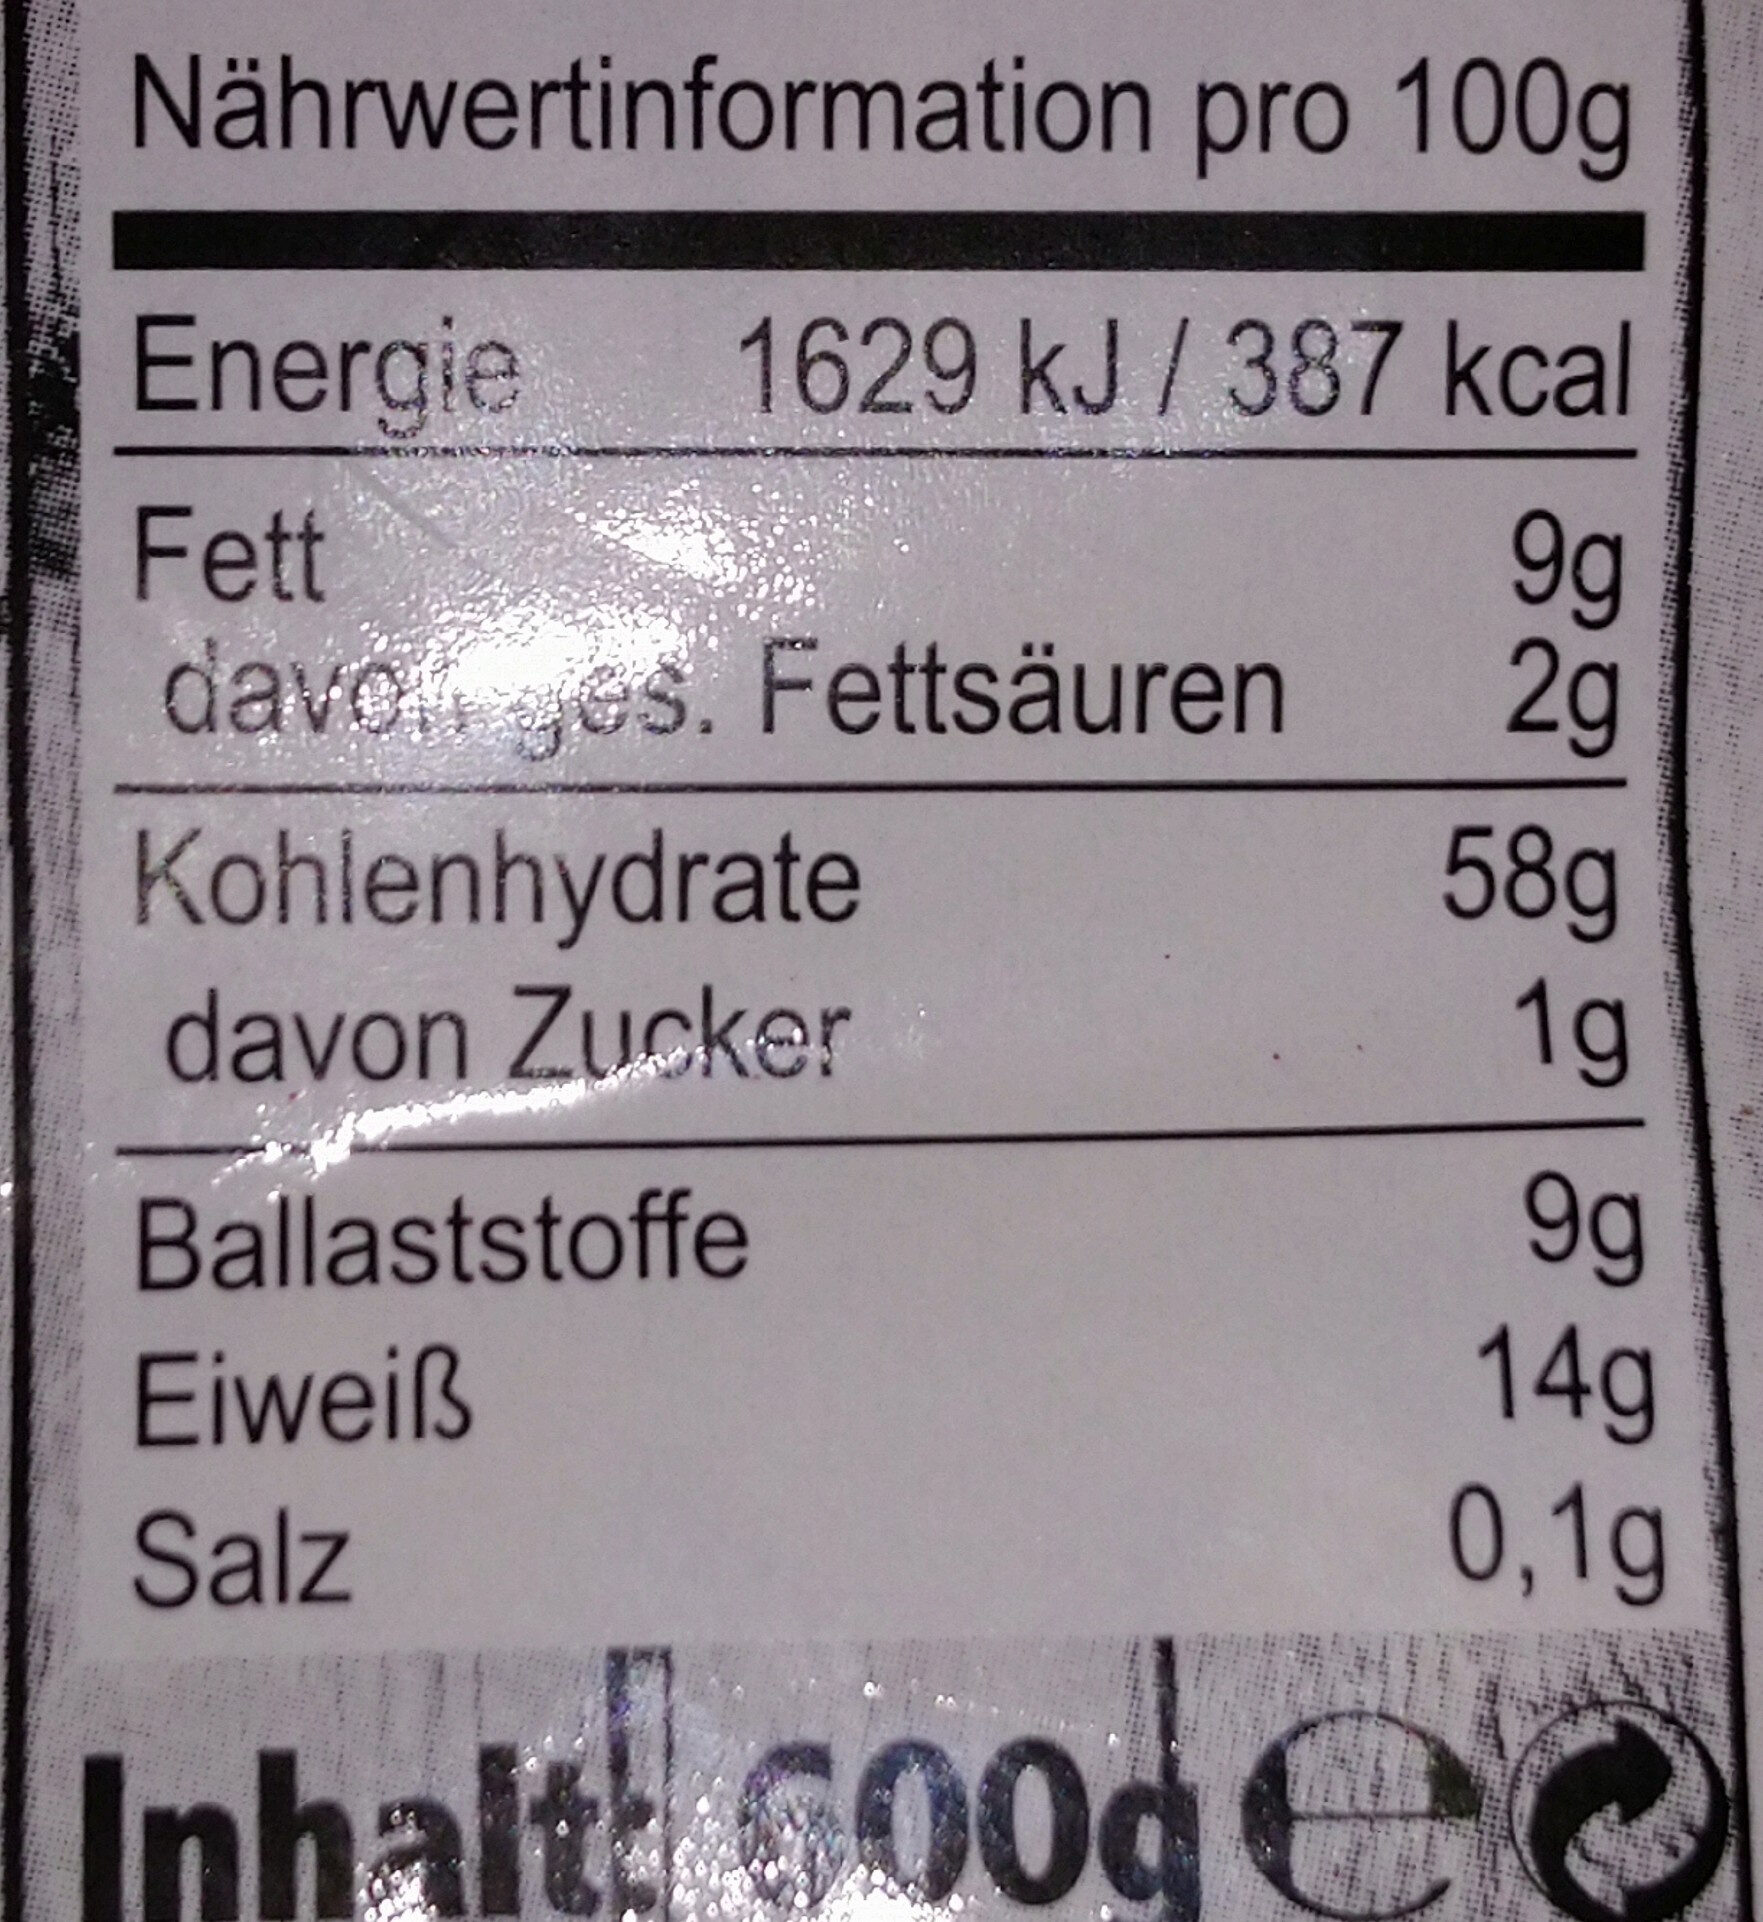 Nährwertinformation pro 100g
Energie 1629 kJ / 387 kcal
Fett 9g
davon ges. Fettsäuren 2g
Kohlenhydrate 58g
davon Zucker 1g
Ballaststoffe 9g
Eiweiß 14g
Salz 0,1g
Inhalt: 600g ℮